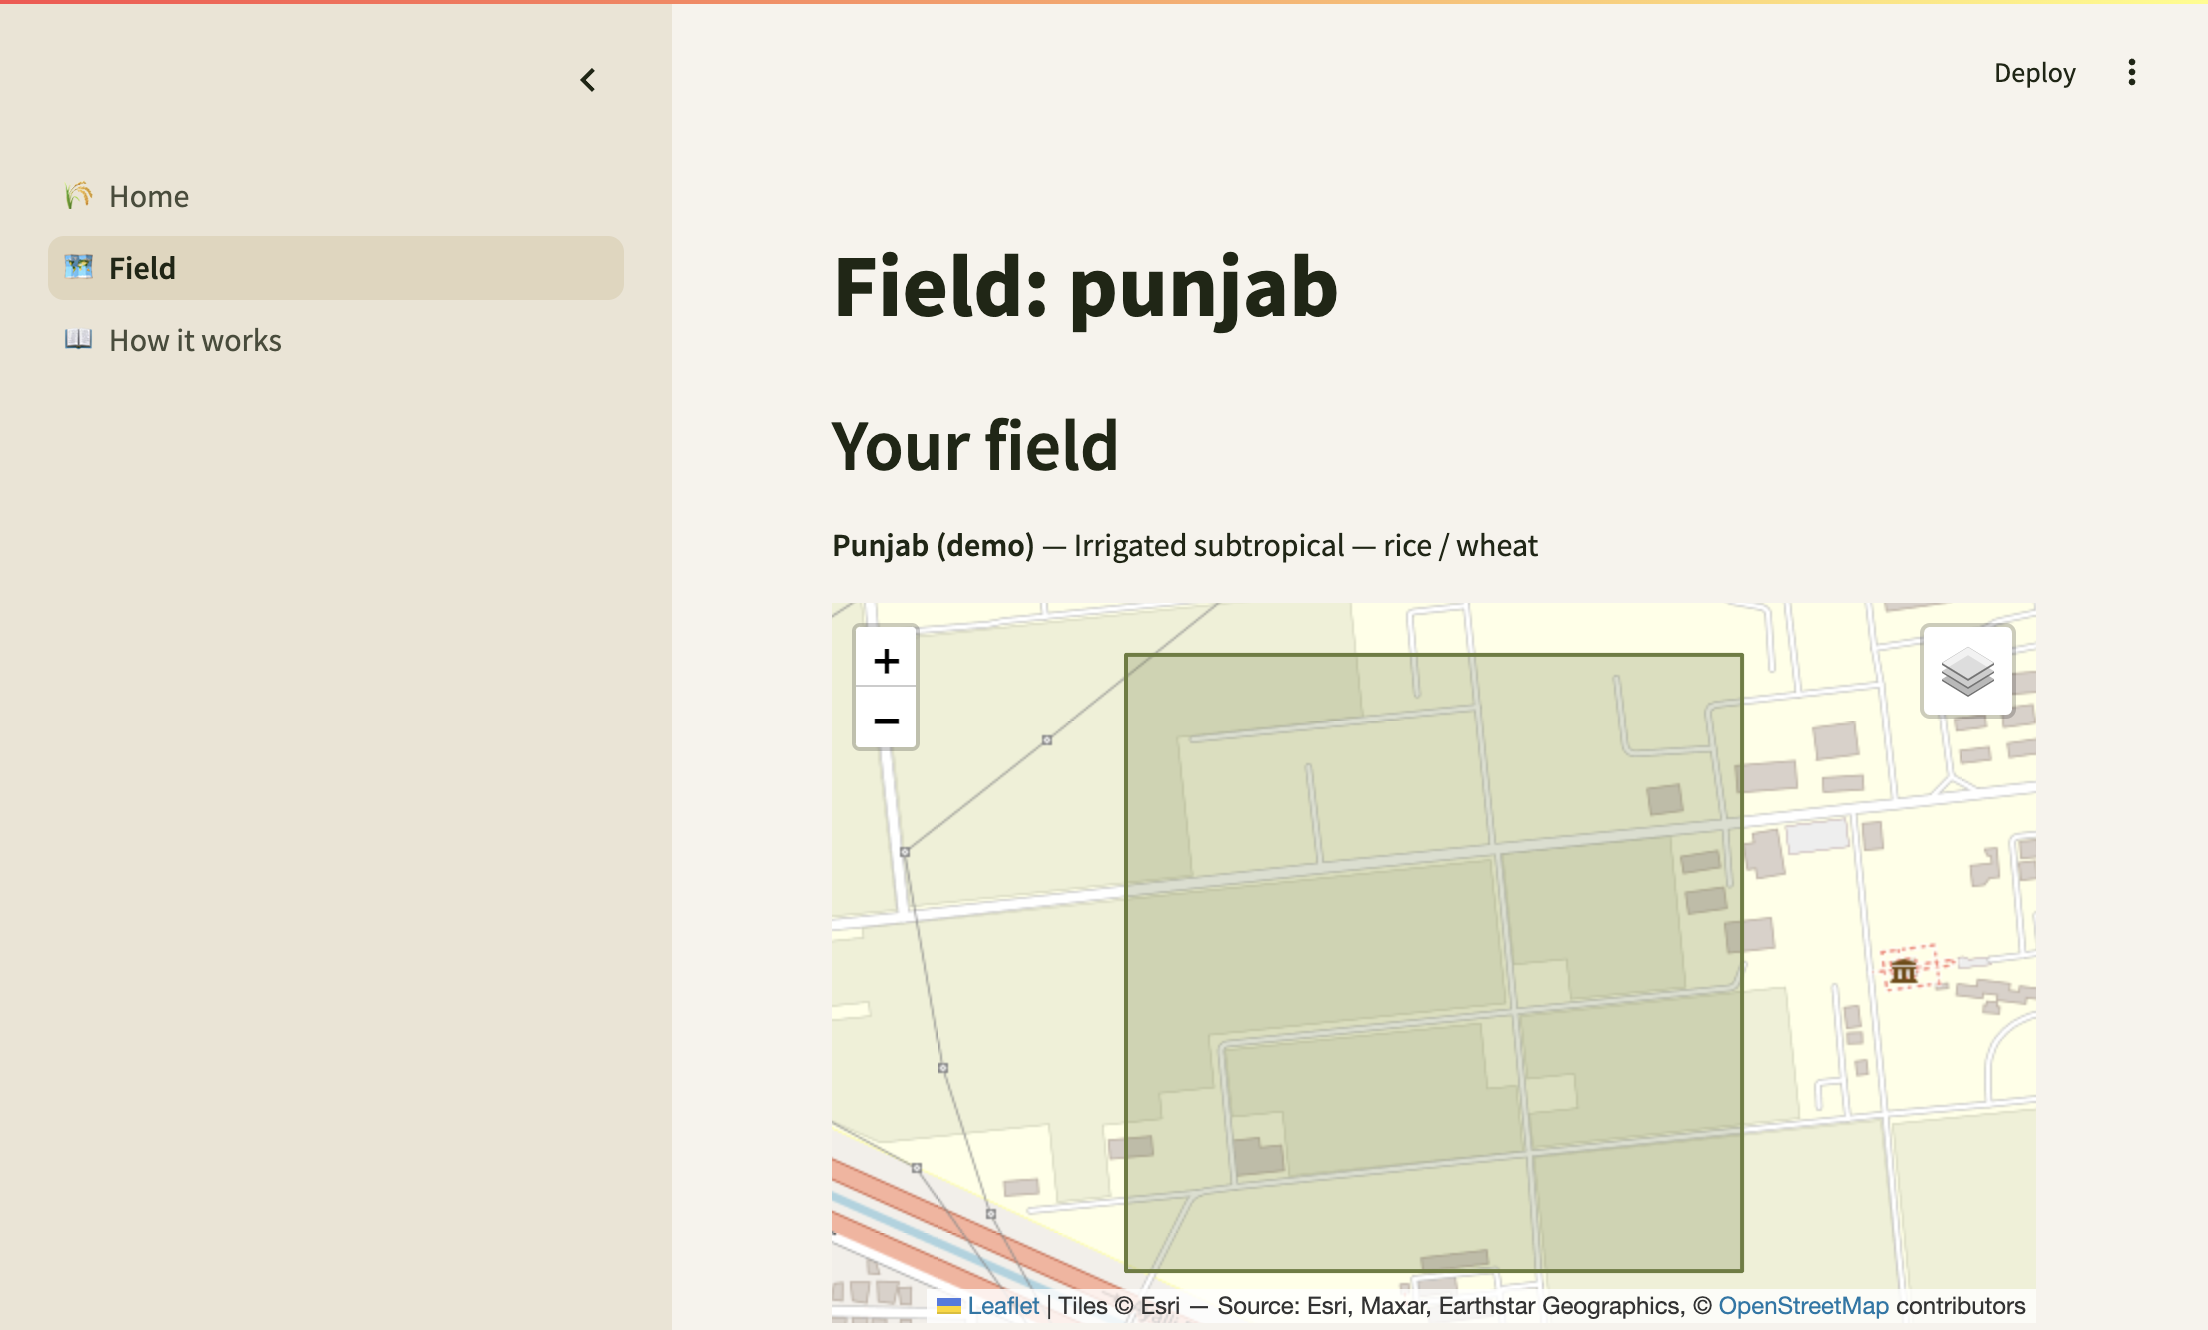 Deploy
Home
Field
How it works
Field: punjab
Your field
Punjab (demo) — Irrigated subtropical — rice / wheat
+
−
Leaflet | Tiles © Esri — Source: Esri, Maxar, Earthstar Geographics, © OpenStreetMap contributors